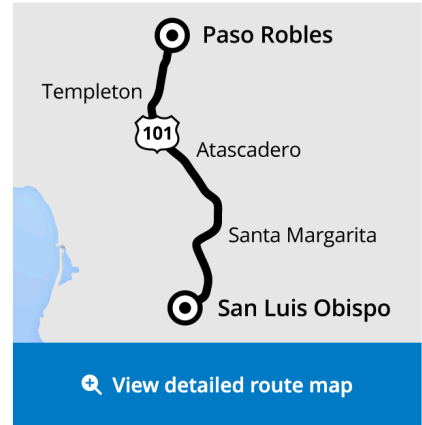 Paso Robles
Templeton
101
Atascadero
Santa Margarita
San Luis Obispo
View detailed route map